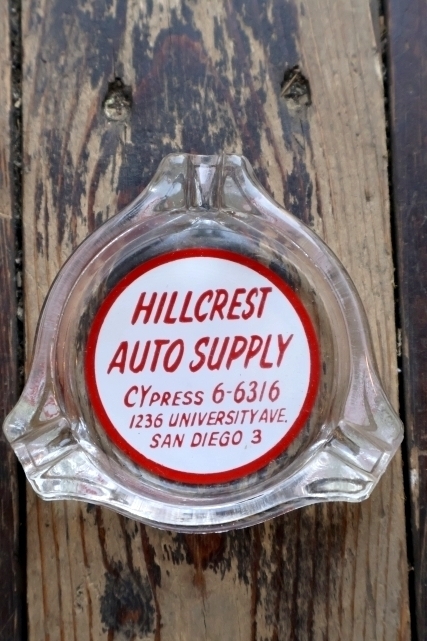 HILLCREST
AUTO SUPPLY
CYPRESS 6-6316
1236 UNIVERSITY AVE.
SAN DIEGO 3